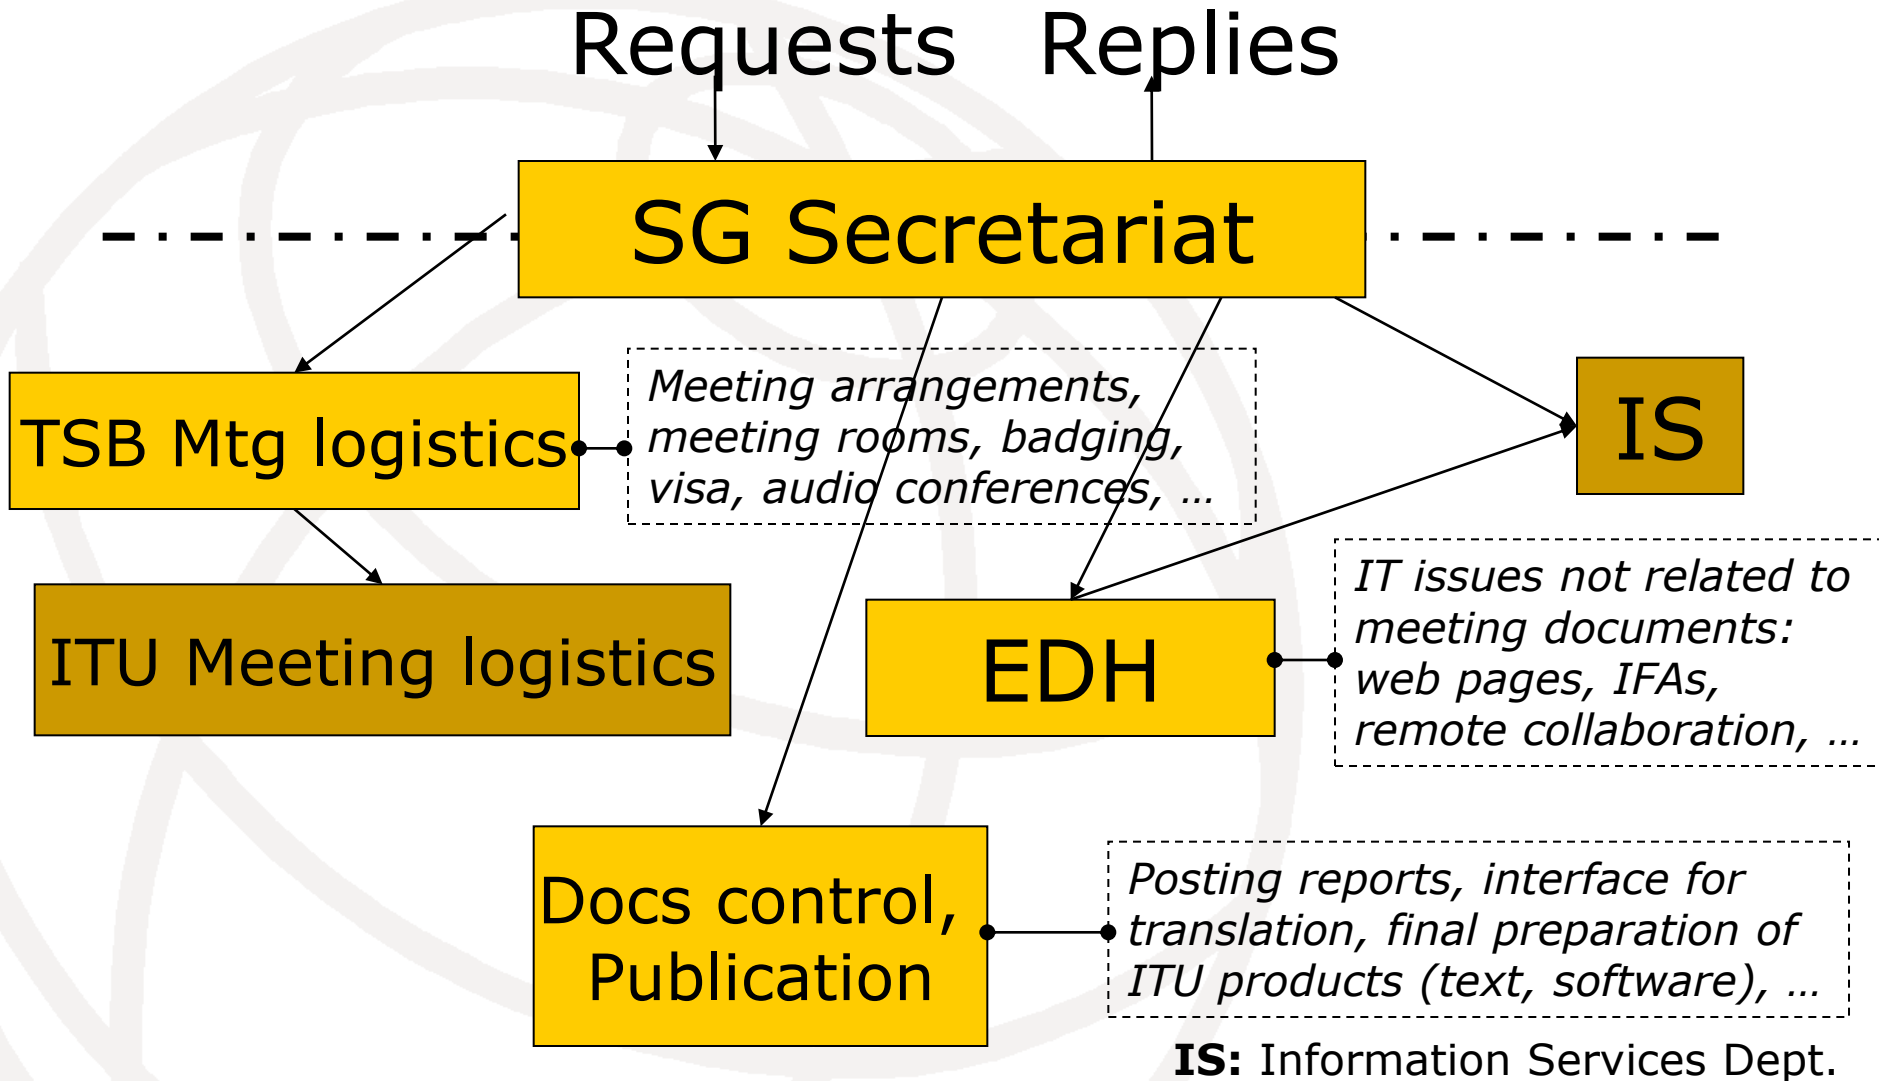 Requests Replies
SG Secretariat
TSB Mtg logistics
Meeting arrangements,
meeting rooms, badging,
visa, audio conferences, …
IS
ITU Meeting logistics
EDH
IT issues not related to
meeting documents:
web pages, IFAs,
remote collaboration, …
Docs control,
Publication
Posting reports, interface for
translation, final preparation of
ITU products (text, software), …
IS: Information Services Dept.